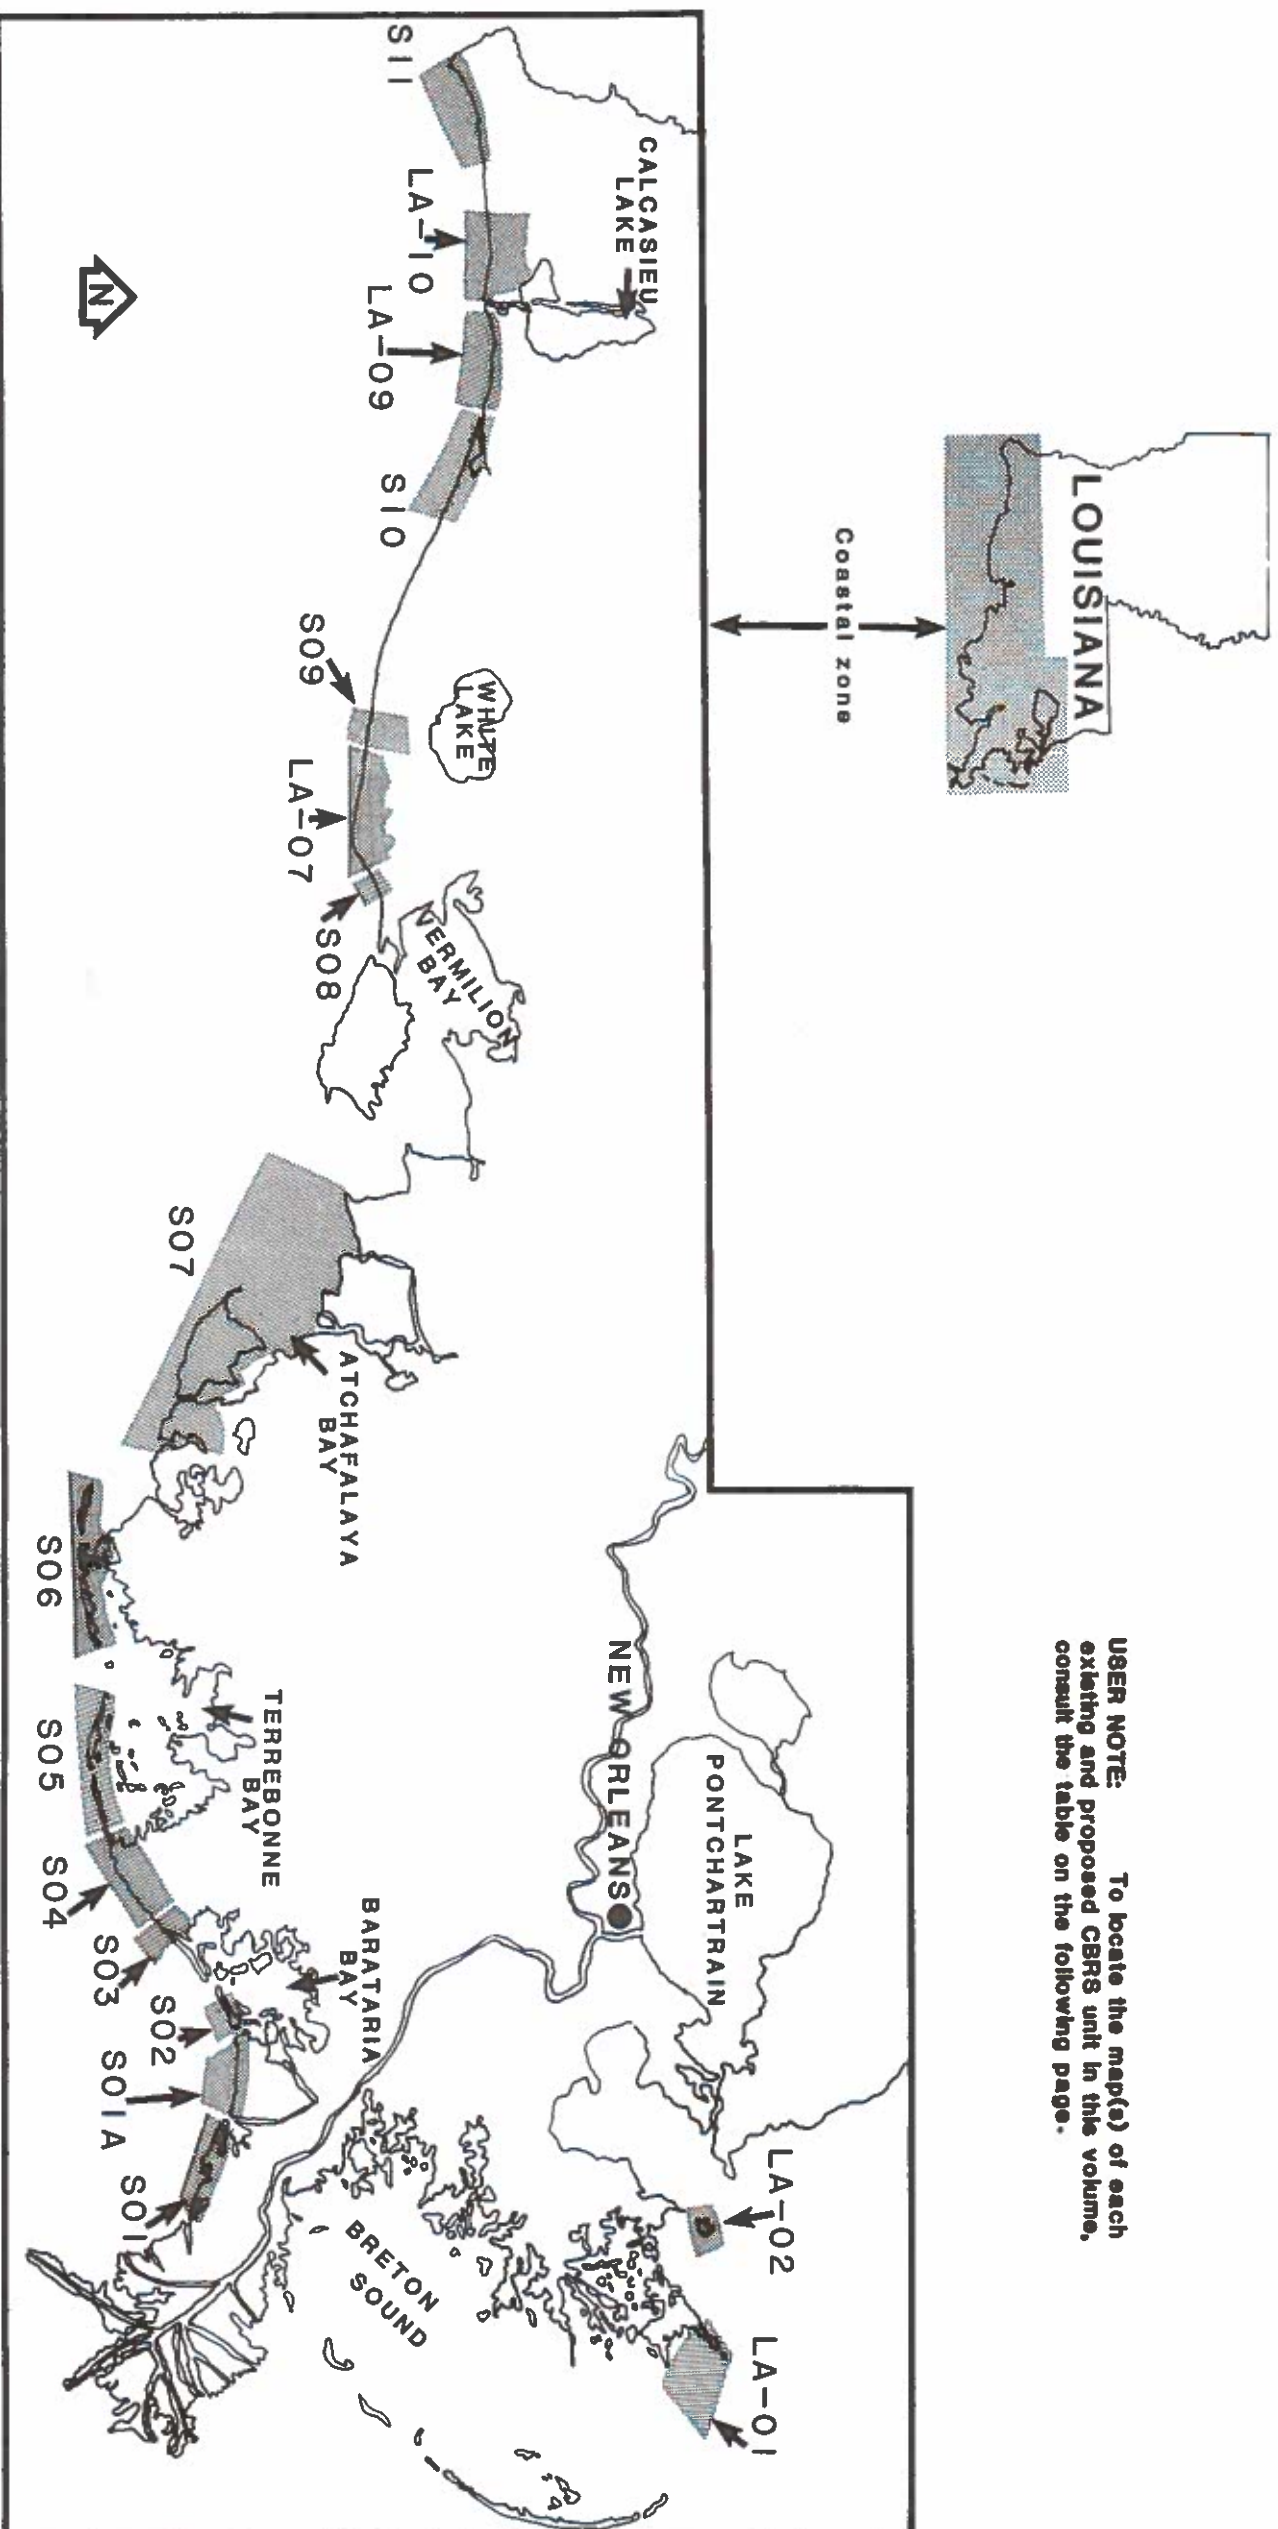 USER NOTE: To locate the map(s) of each
existing and proposed CBRS unit in this volume,
consult the table on the following page.
LOUISIANA
Coastal zone
CALCASIEU
LAKE
S11
LA-10
LA-09
S10
S09
WHITE
LAKE
LA-07
S08
VERMILION
BAY
S07
ATCHAFALAYA
BAY
NEW ORLEANS
LAKE
PONTCHARTRAIN
S06
TERREBONNE
BAY
S05
S04
BARATARIA
BAY
S03
S02
S01A
S01
BRETON
SOUND
LA-02
LA-01
N